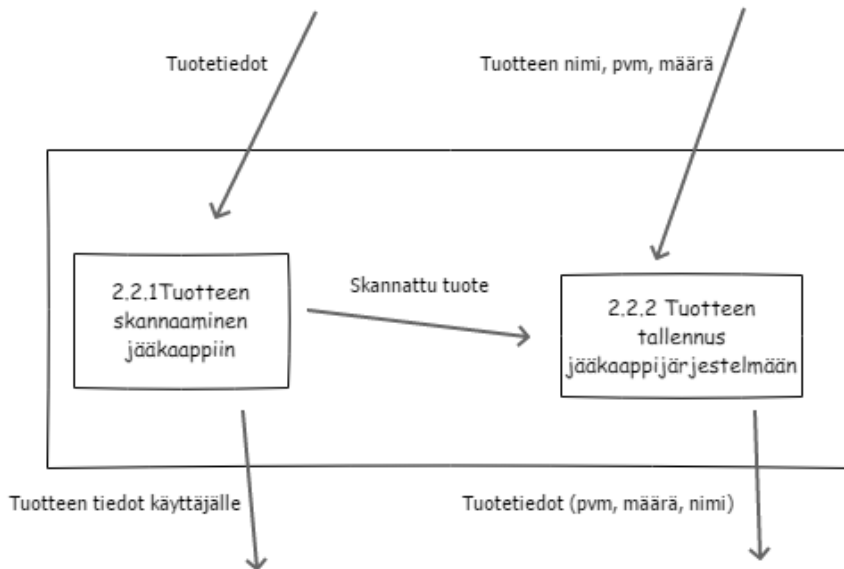 Tuotetiedot
Tuotteen nimi, pvm, määrä
2.2.1Tuotteen
skannaaminen
jääkaappiin
Skannattu tuote
2.2.2 Tuotteen
tallennus
jääkaappijärjestelmään
Tuotteen tiedot käyttäjälle
Tuotetiedot (pvm, määrä, nimi)